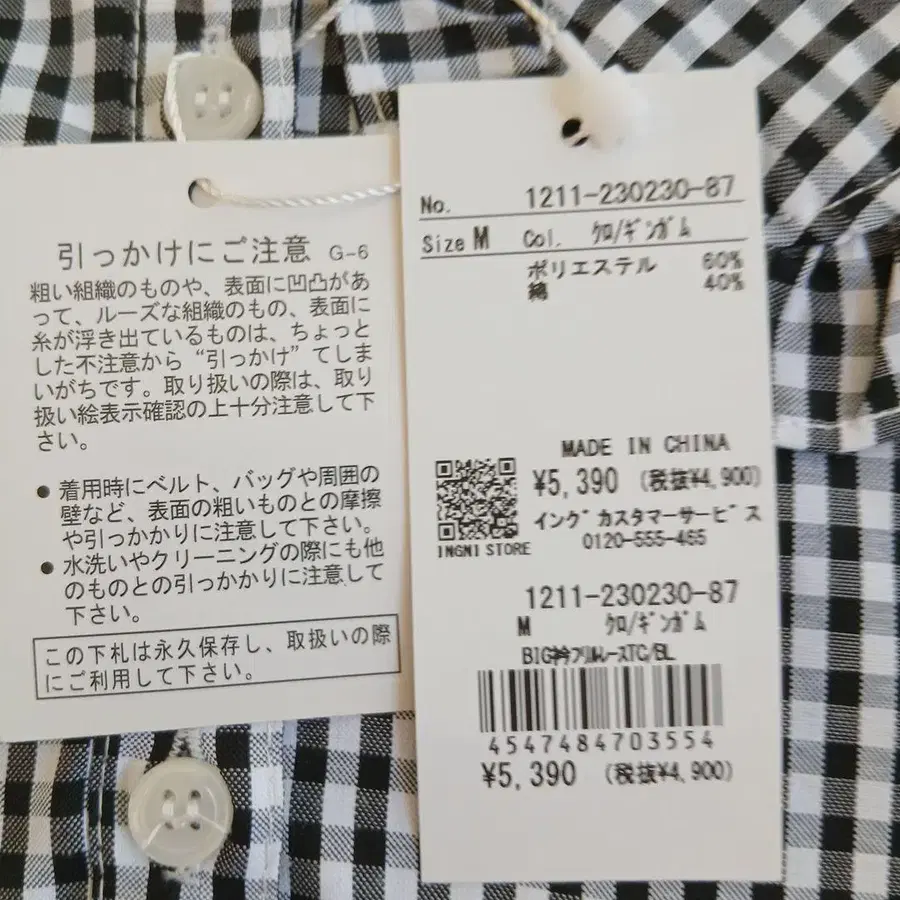 引っかけにご注意 G-6
粗い組織のものや、表面に凹凸があ
って、ルーズな組織のもの、表面に
糸が浮き出ているものは、ちょっと
した不注意から“引っかけ”てしま
いがちです。取り扱いの際は、取り
扱い絵表示確認の上十分注意して下
さい。
● 着用時にベルト、バッグや周囲の
壁など、表面の粗いものとの摩擦
や引っかかりに注意して下さい。
● 水洗いやクリーニングの際にも他
のものとの引っかかりに注意して
下さい。
この下札は永久保存し、取扱いの際
にご利用して下さい。
No. 1211-230230-87
Size M Col. クロ/ギンガム
ポリエステル 60%
綿 40%
MADE IN CHINA
¥5,390 (税抜¥4,900)
イング カスタマーサービス
0120-555-465
INGNI STORE
1211-230230-87
M クロ/ギンガム
BIG衿フリルレースTC/BL
4547484703554
¥5,390 (税抜¥4,900)